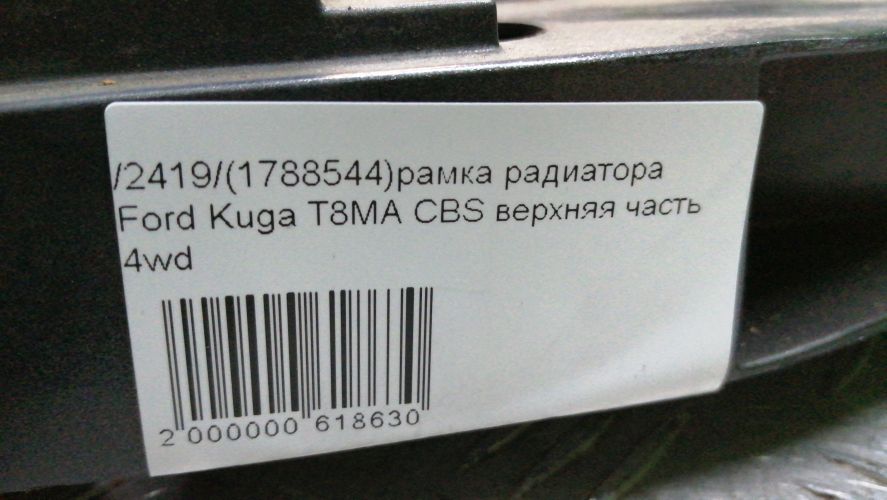 /2419/(1788544)рамка радиатора
Ford Kuga T8MA CBS верхняя часть
4wd
2 000000 618630